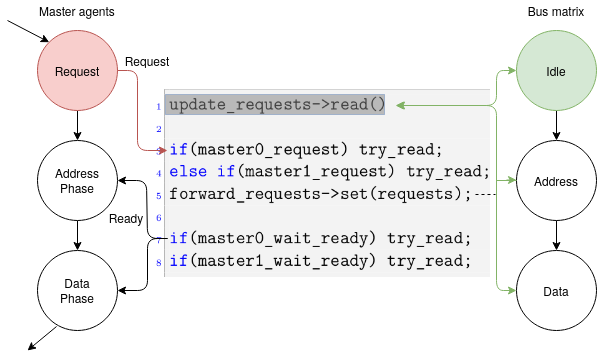 Master agents
Bus matrix
Request
Request
Idle
1 update_requests->read()
2
3 if(master0_request) try_read;
4 else if(master1_request) try_read;
5 forward_requests->set(requests);
6
7 if(master0_wait_ready) try_read;
8 if(master1_wait_ready) try_read;
Address
Phase
Ready
Data
Phase
Address
Data